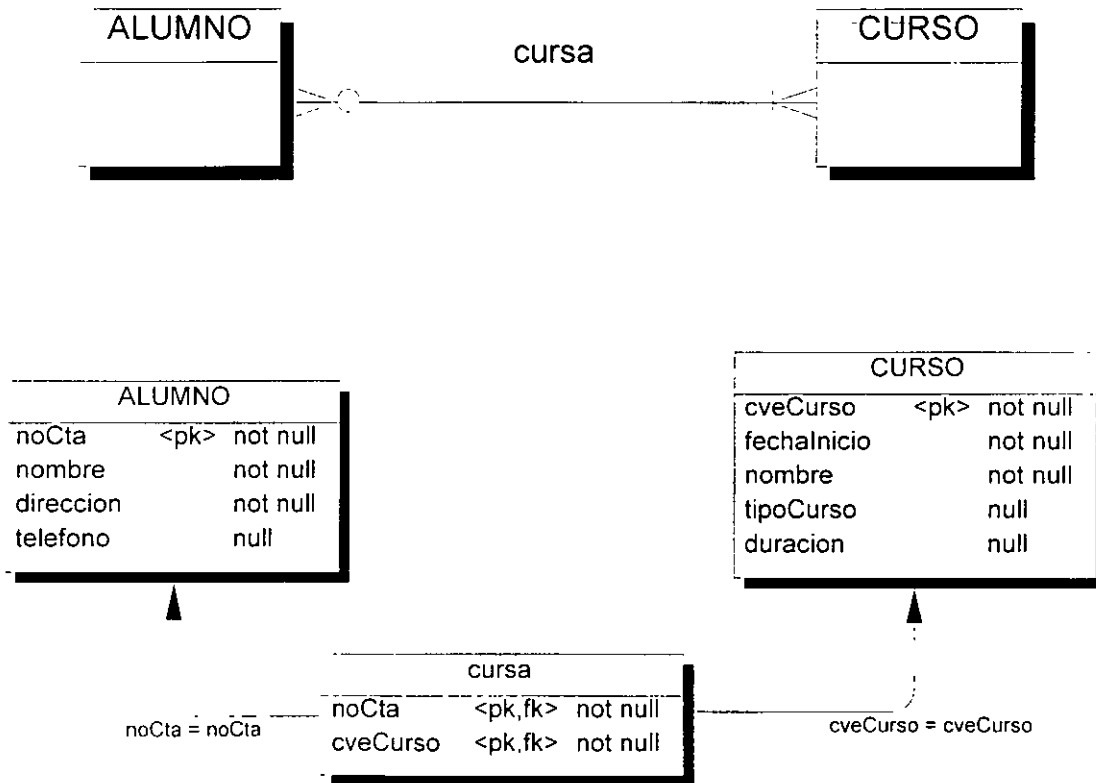 ALUMNO
cursa
CURSO
ALUMNO
noCta <pk> not null
nombre not null
direccion not null
telefono null
CURSO
cveCurso <pk> not null
fechaInicio not null
nombre not null
tipoCurso null
duracion null
cursa
noCta <pk,fk> not null
cveCurso <pk,fk> not null
noCta = noCta
cveCurso = cveCurso